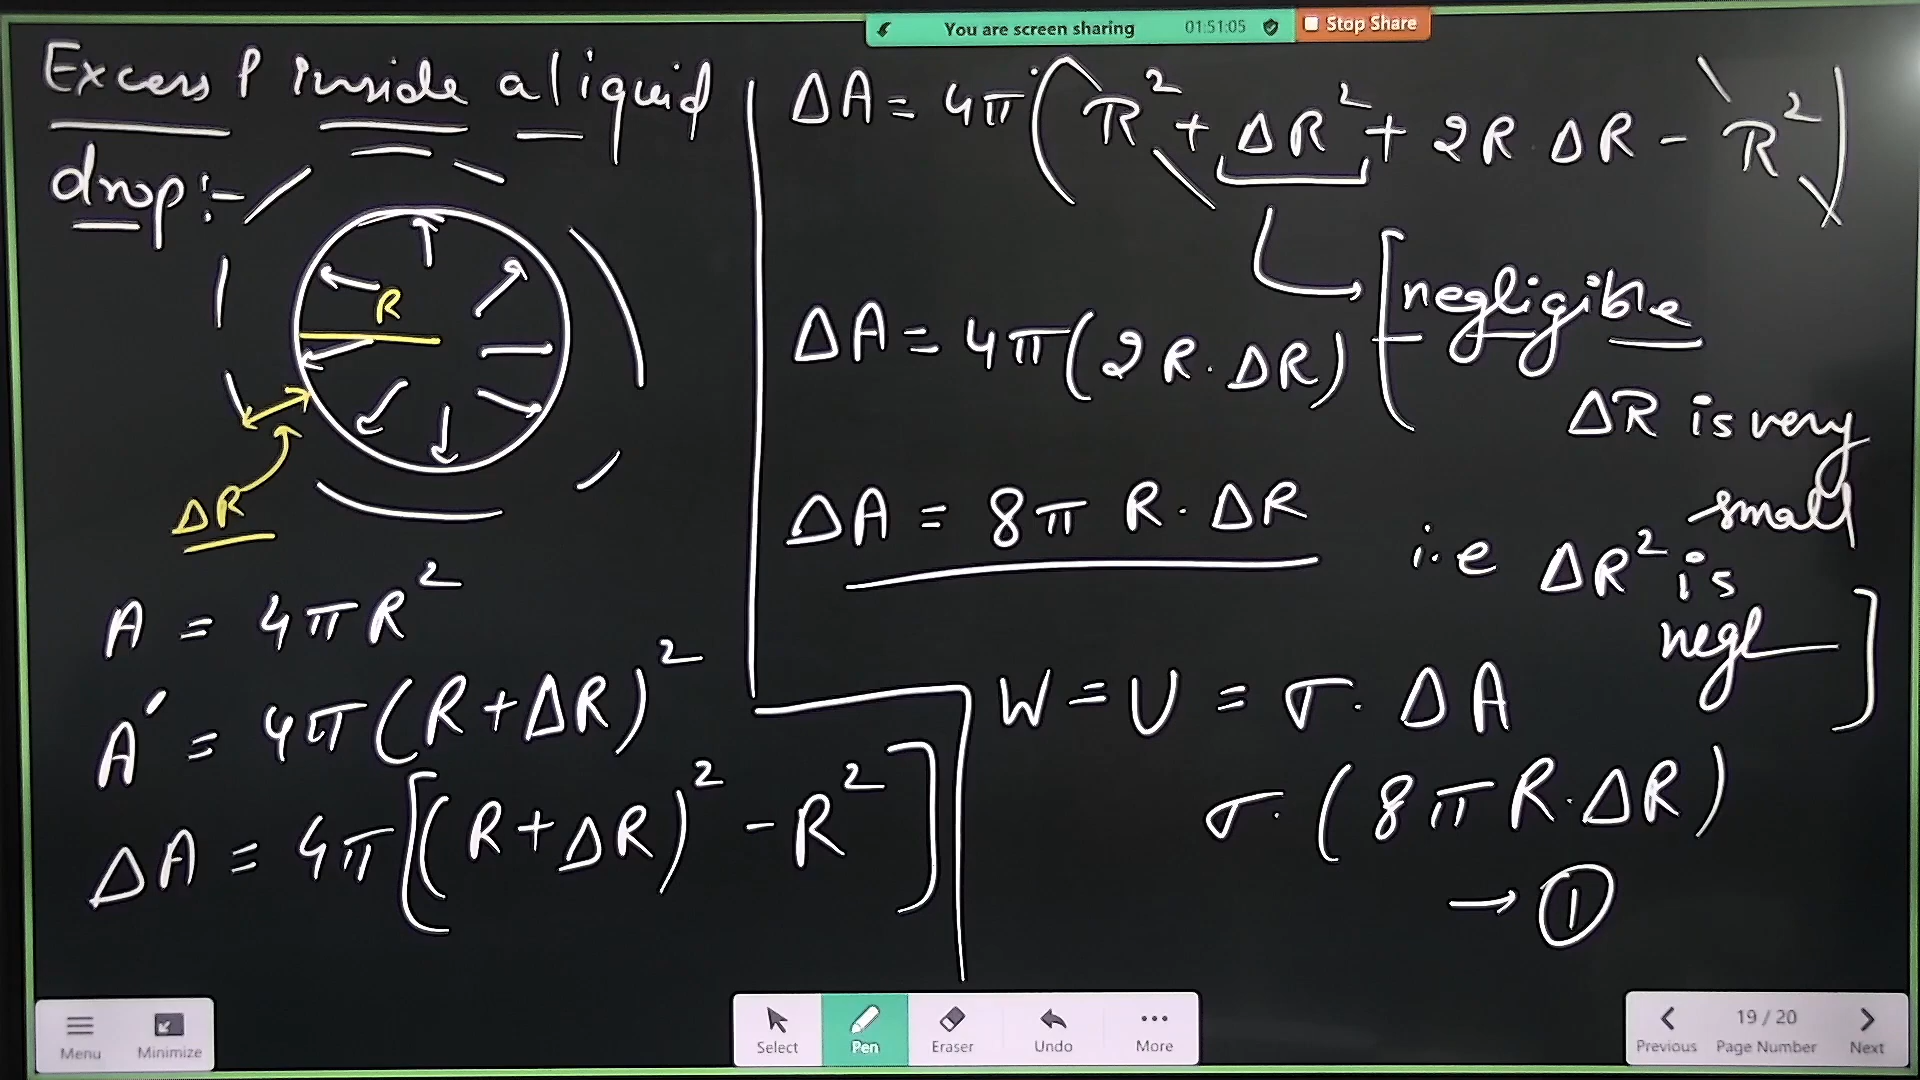 You are screen sharing 01:51:05 Stop Share
Excess P inside a liquid
drop:-
R
ΔR
A = 4πR²
A′ = 4π(R+ΔR)²
ΔA = 4π[(R+ΔR)² - R²]
ΔA = 4π(R² + ΔR² + 2R.ΔR - R²)
[negligible
ΔA = 4π(2R.ΔR)
ΔR is very
small
ΔA = 8π R.ΔR
i.e ΔR² is
negl]
W = U = σ.ΔA
σ.(8πR.ΔR)
→ ①
Menu Minimize
Select Pen Eraser Undo More
19 / 20
Previous Page Number Next